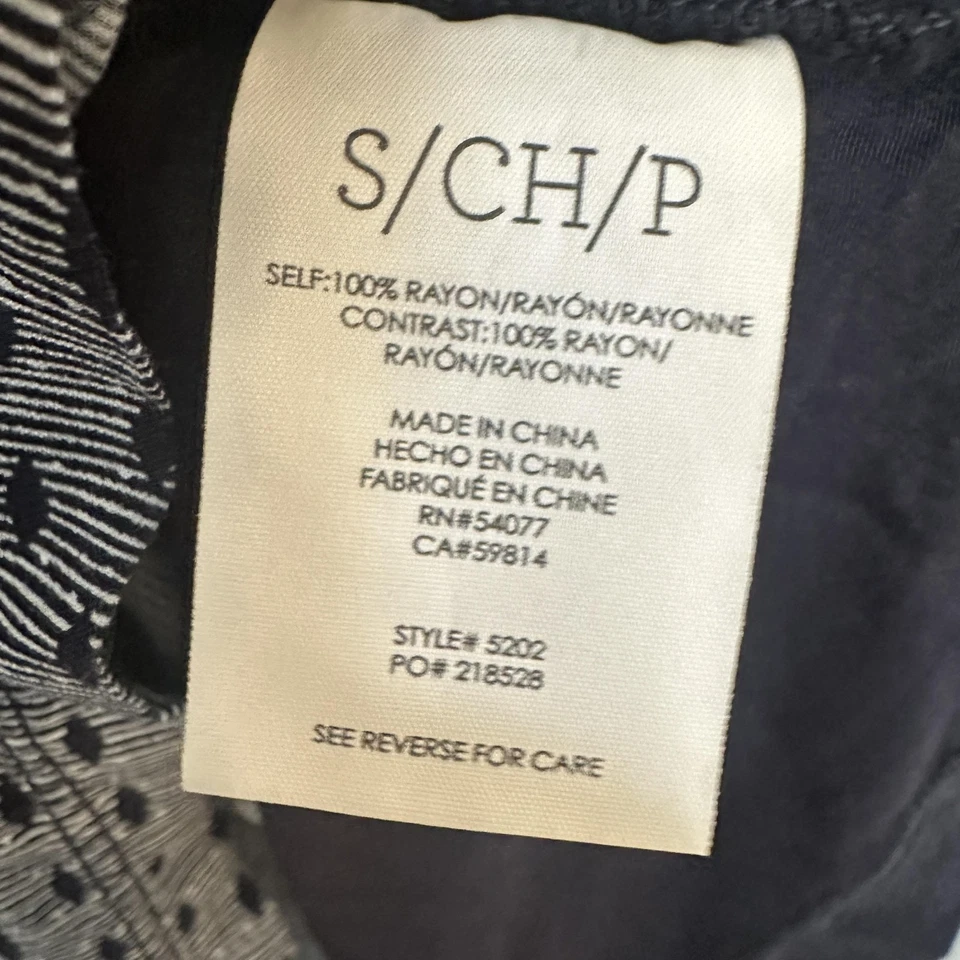 S/CH/P
SELF:100% RAYON/RAYÓN/RAYONNE
CONTRAST:100% RAYON/
RAYÓN/RAYONNE
MADE IN CHINA
HECHO EN CHINA
FABRIQUÉ EN CHINE
RN#54077
CA#59814
STYLE# 5202
PO# 218528
SEE REVERSE FOR CARE